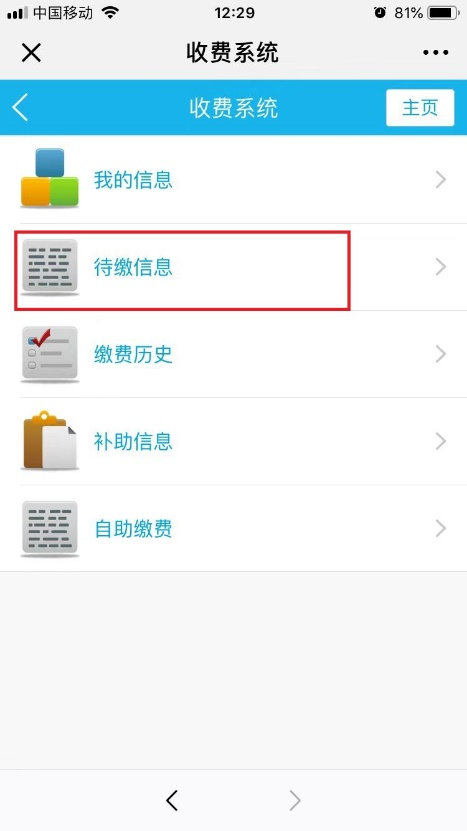 中国移动
12:29
81%
收费系统
收费系统
主页
我的信息
待缴信息
缴费历史
补助信息
自助缴费